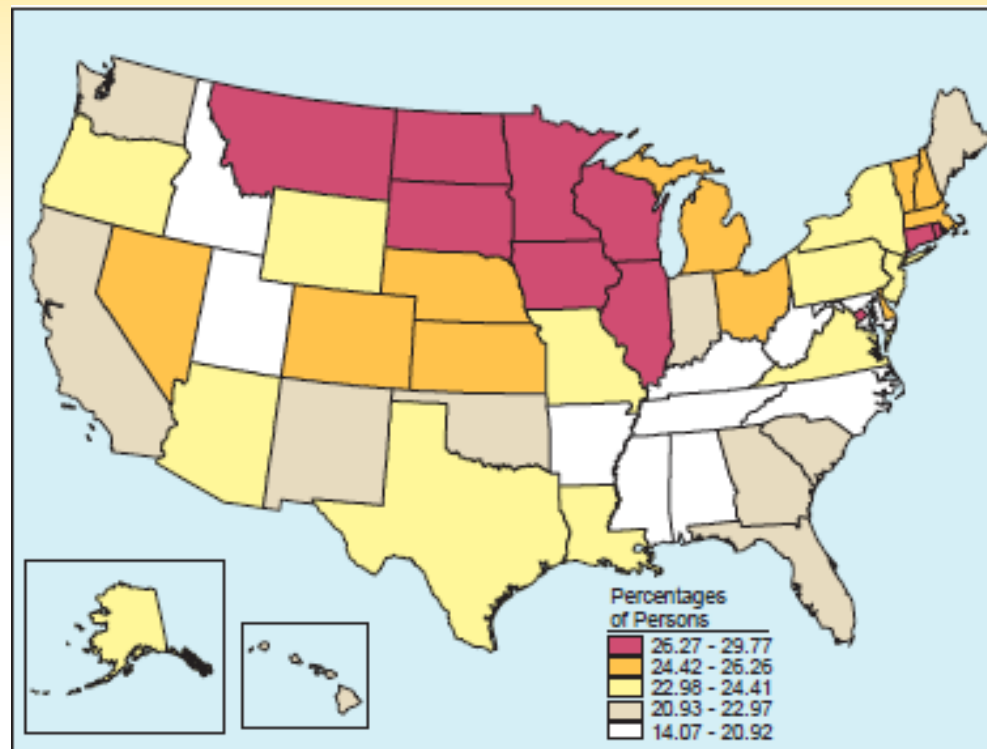 Percentages
of Persons
26.27 - 29.77
24.42 - 26.26
22.98 - 24.41
20.93 - 22.97
14.07 - 20.92